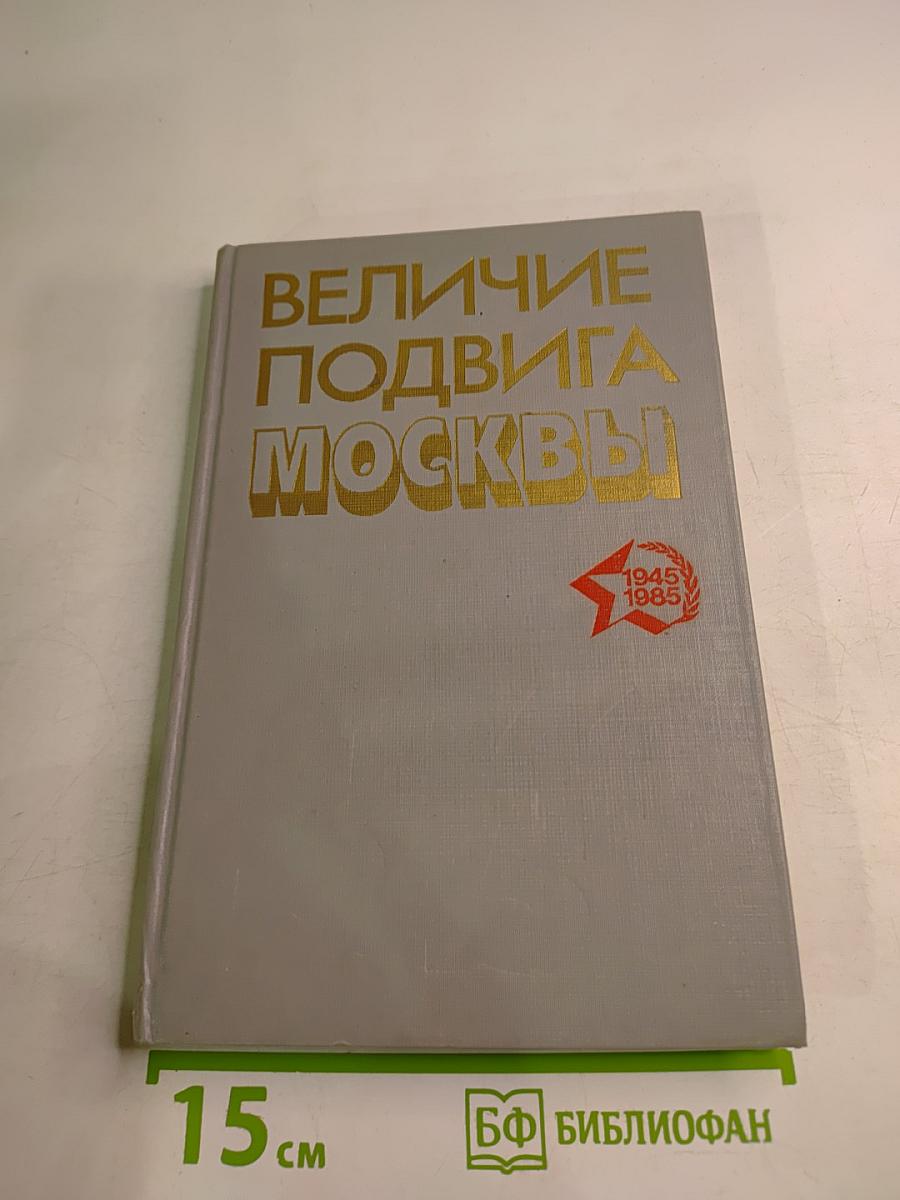 ВЕЛИЧИЕ
ПОДВИГА
МОСКВЫ
1945
1985
15 см
БФ БИБЛИОФАН